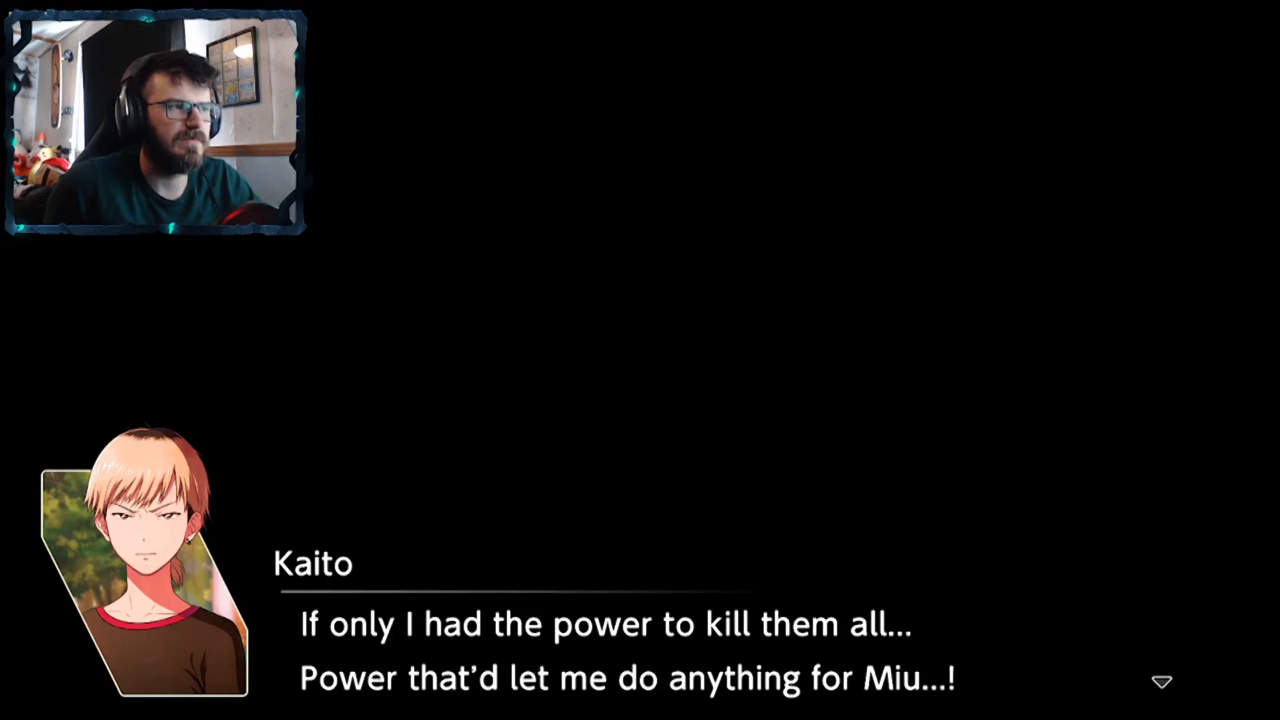 Kaito
If only I had the power to kill them all...
Power that'd let me do anything for Miu...!